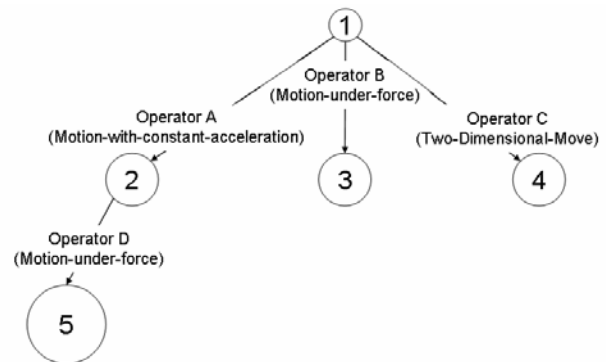 1
Operator B
(Motion-under-force)
Operator A
(Motion-with-constant-acceleration)
Operator C
(Two-Dimensional-Move)
2
3
4
Operator D
(Motion-under-force)
5